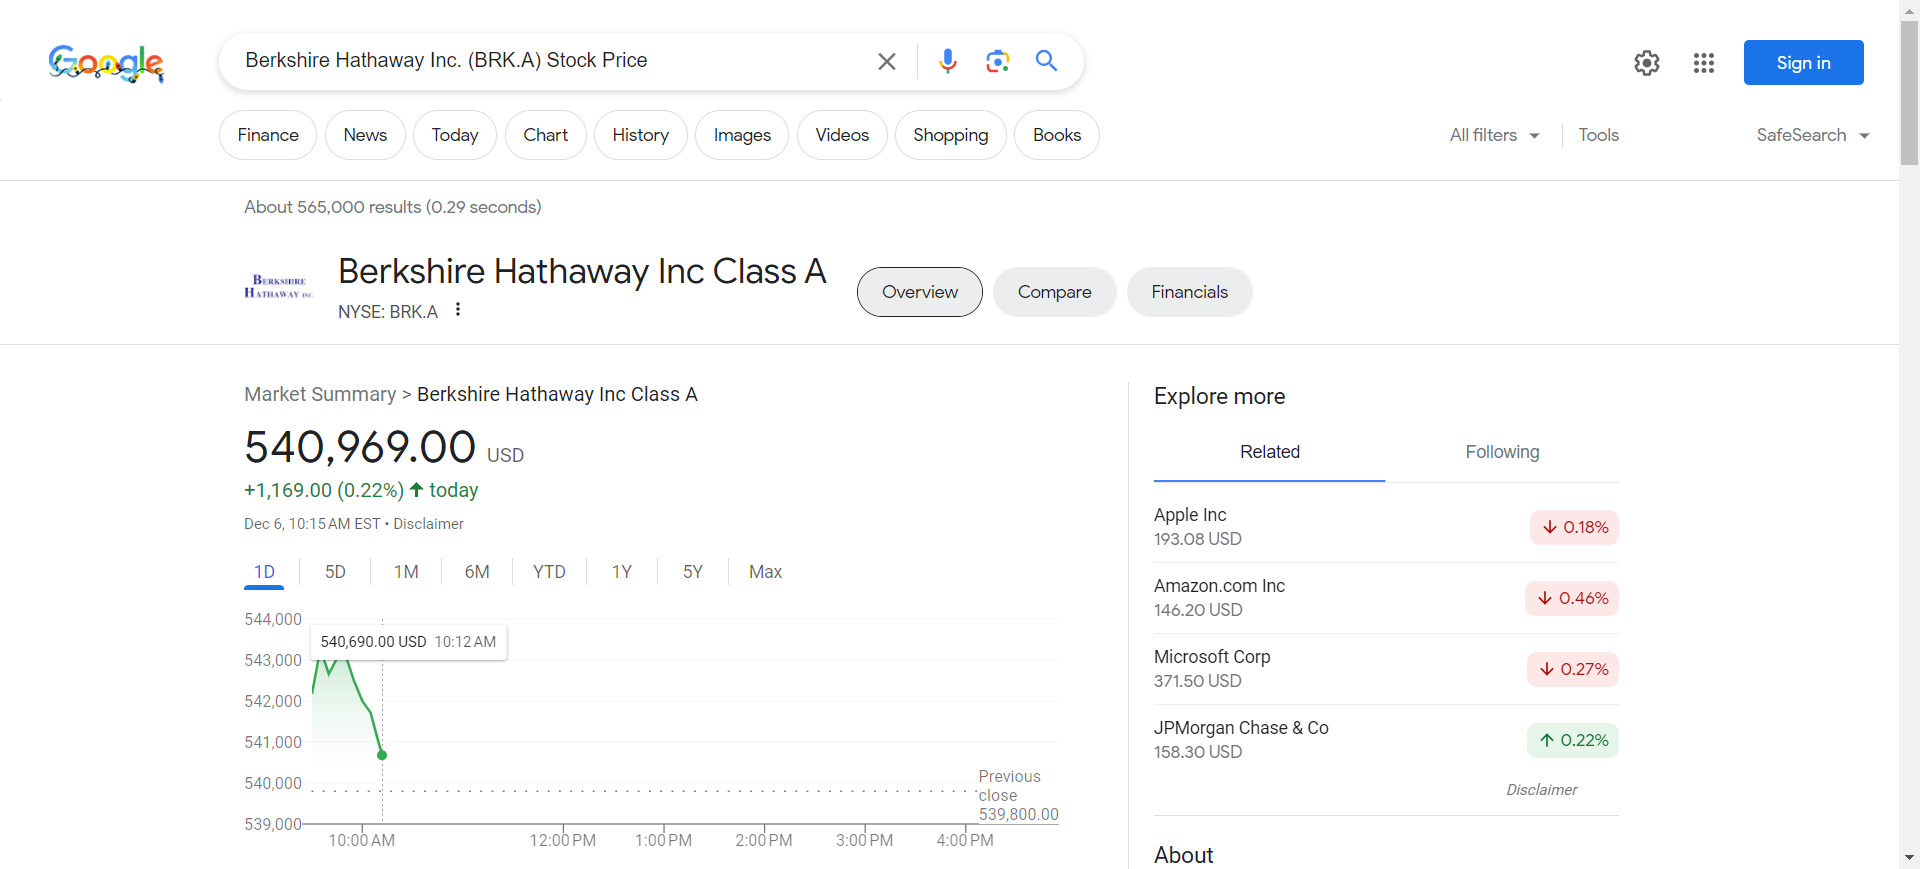 Google
Berkshire Hathaway Inc. (BRK.A) Stock Price
Sign in
Finance
News
Today
Chart
History
Images
Videos
Shopping
Books
All filters
Tools
SafeSearch
About 565,000 results (0.29 seconds)
BERKSHIRE
HATHAWAY INC
Berkshire Hathaway Inc Class A
NYSE: BRK.A
Overview
Compare
Financials
Market Summary > Berkshire Hathaway Inc Class A
540,969.00 USD
+1,169.00 (0.22%) today
Dec 6, 10:15 AM EST • Disclaimer
1D
5D
1M
6M
YTD
1Y
5Y
Max
544,000
540,690.00 USD 10:12 AM
543,000
542,000
541,000
540,000
539,000
Previous
close
539,800.00
10:00 AM
12:00 PM
1:00 PM
2:00 PM
3:00 PM
4:00 PM
Explore more
Related
Following
Apple Inc
193.08 USD
0.18%
Amazon.com Inc
146.20 USD
0.46%
Microsoft Corp
371.50 USD
0.27%
JPMorgan Chase & Co
158.30 USD
0.22%
Disclaimer
About